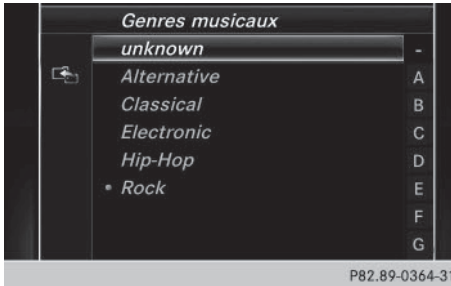 Genres musicaux
unknown -
Alternative A
Classical B
Electronic C
Hip-Hop D
• Rock E
F
G
P82.89-0364-31